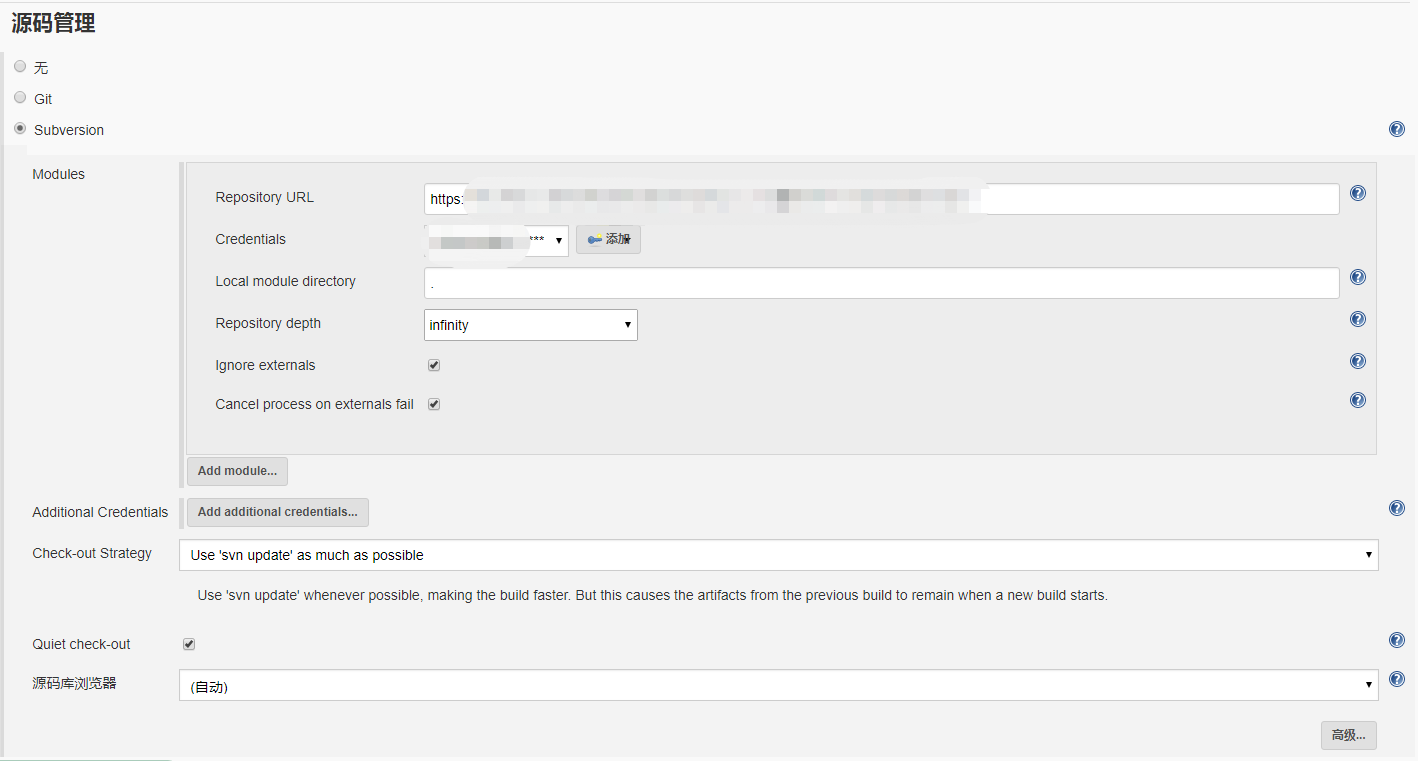 源码管理
无
Git
Subversion
Modules
Repository URL
https:
Credentials
***
添加
Local module directory
.
Repository depth
infinity
Ignore externals
Cancel process on externals fail
Add module...
Additional Credentials
Add additional credentials...
Check-out Strategy
Use 'svn update' as much as possible
Use 'svn update' whenever possible, making the build faster. But this causes the artifacts from the previous build to remain when a new build starts.
Quiet check-out
源码库浏览器
(自动)
高级...